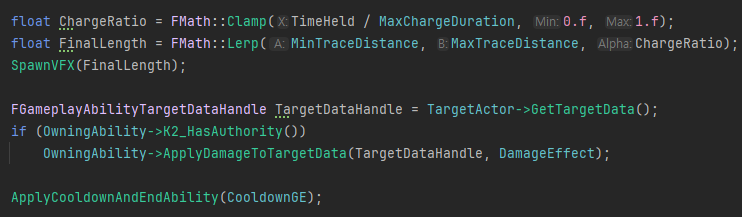 float ChargeRatio = FMath::Clamp( X: TimeHeld / MaxChargeDuration, Min: 0.f, Max: 1.f);
float FinalLength = FMath::Lerp( A: MinTraceDistance, B: MaxTraceDistance, Alpha: ChargeRatio);
SpawnVFX(FinalLength);
FGameplayAbilityTargetDataHandle TargetDataHandle = TargetActor->GetTargetData();
if (OwningAbility->K2_HasAuthority())
OwningAbility->ApplyDamageToTargetData(TargetDataHandle, DamageEffect);
ApplyCooldownAndEndAbility(CooldownGE);